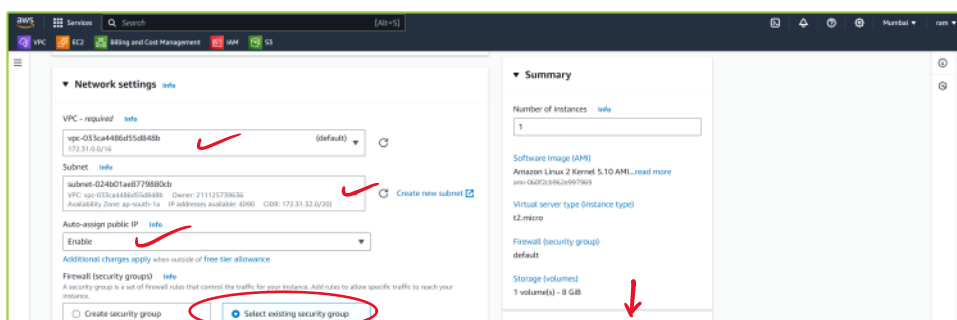 aws Services Search [Alt+S] Mumbai ram
VPC EC2 Billing and Cost Management IAM S3
Network settings Info
VPC - required Info
vpc-033ca4486d55d848b (default)
172.31.0.0/16
Subnet Info
subnet-024b01ae8779880cb
VPC: vpc-033ca4486d55d848b Owner: 211125739636
Availability Zone: ap-south-1a IP addresses available: 4090 CIDR: 172.31.32.0/20)
Create new subnet
Auto-assign public IP Info
Enable
Additional charges apply when outside of free tier allowance
Firewall (security groups) Info
A security group is a set of firewall rules that control the traffic for your instance. Add rules to allow specific traffic to reach your
instance.
Create security group Select existing security group
Summary
Number of instances Info
1
Software Image (AMI)
Amazon Linux 2 Kernel 5.10 AMI...read more
ami-060f2cb962e997969
Virtual server type (instance type)
t2.micro
Firewall (security group)
default
Storage (volumes)
1 volume(s) - 8 GiB